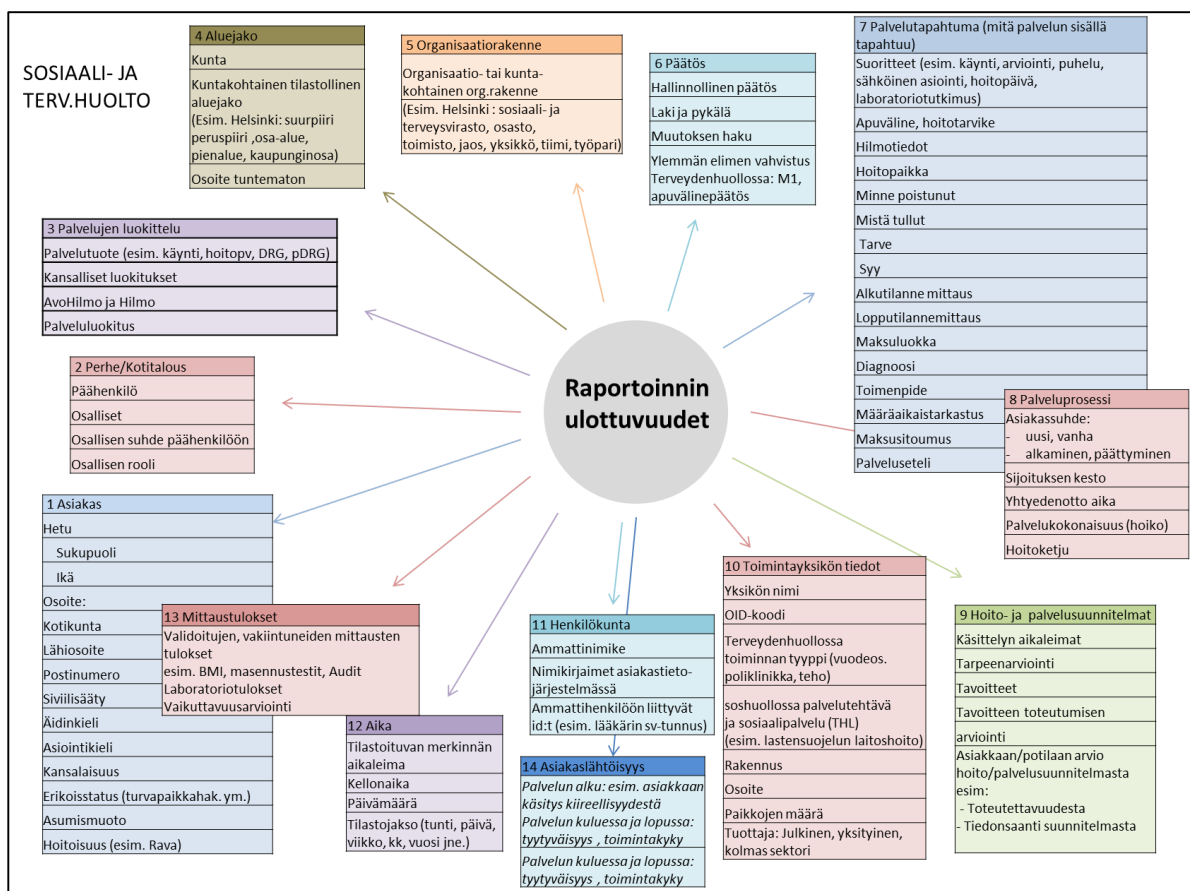 SOSIAALI- JA
TERV.HUOLTO
4 Aluejako
Kunta
Kuntakohtainen tilastollinen
aluejako
(Esim. Helsinki: suurpiiri
peruspiiri ,osa-alue,
pienalue, kaupunginosa)
Osoite tuntematon
5 Organisaatiorakenne
Organisaatio- tai kunta-
kohtainen org.rakenne
(Esim. Helsinki : sosiaali- ja
terveysvirasto, osasto,
toimisto, jaos, yksikkö, tiimi, työpari)
6 Päätös
Hallinnollinen päätös
Laki ja pykälä
Muutoksen haku
Ylemmän elimen vahvistus
Terveydenhuollossa: M1,
apuvälinepäätös
7 Palvelutapahtuma (mitä palvelun sisällä
tapahtuu)
Suoritteet (esim. käynti, arviointi, puhelu,
sähköinen asiointi, hoitopäivä,
laboratoriotutkimus)
Apuväline, hoitotarvike
Hilmotiedot
Hoitopaikka
Minne poistunut
Mistä tullut
Tarve
Syy
Alkutilanne mittaus
Lopputilannemittaus
Maksuluokka
Diagnoosi
Toimenpide
Määräaikaistarkastus
Maksusitoumus
Palveluseteli
3 Palvelujen luokittelu
Palvelutuote (esim. käynti, hoitopv, DRG, pDRG)
Kansalliset luokitukset
AvoHilmo ja Hilmo
Palveluluokitus
2 Perhe/Kotitalous
Päähenkilö
Osalliset
Osallisen suhde päähenkilöön
Osallisen rooli
Raportoinnin
ulottuvuudet
8 Palveluprosessi
Asiakassuhde:
- uusi, vanha
- alkaminen, päättyminen
Sijoituksen kesto
Yhtyedenotto aika
Palvelukokonaisuus (hoiko)
Hoitoketju
1 Asiakas
Hetu
Sukupuoli
Ikä
Osoite:
Kotikunta
Lähiosoite
Postinumero
Siviilisääty
Äidinkieli
Asiointikieli
Kansalaisuus
Erikoisstatus (turvapaikkahak. ym.)
Asumismuoto
Hoitoisuus (esim. Rava)
13 Mittaustulokset
Validoitujen, vakiintuneiden mittausten
tulokset
esim. BMI, masennustestit, Audit
Laboratoriotulokset
Vaikuttavuusarviointi
12 Aika
Tilastoituvan merkinnän
aikaleima
Kellonaika
Päivämäärä
Tilastojakso (tunti, päivä,
viikko, kk, vuosi jne.)
11 Henkilökunta
Ammattinimike
Nimikirjaimet asiakastieto-
järjestelmässä
Ammattihenkilöön liittyvät
id:t (esim. lääkärin sv-tunnus)
14 Asiakaslähtöisyys
Palvelun alku: esim. asiakkaan
käsitys kiireellisyydestä
Palvelun kuluessa ja lopussa:
tyytyväisyys , toimintakyky
Palvelun kuluessa ja lopussa:
tyytyväisyys , toimintakyky
10 Toimintayksikön tiedot
Yksikön nimi
OID-koodi
Terveydenhuollossa
toiminnan tyyppi (vuodeos.
poliklinikka, teho)
soshuollossa palvelutehtävä
ja sosiaalipalvelu (THL)
(esim. lastensuojelun laitoshoito)
Rakennus
Osoite
Paikkojen määrä
Tuottaja: Julkinen, yksityinen,
kolmas sektori
9 Hoito- ja palvelusuunnitelmat
Käsittelyn aikaleimat
Tarpeenarviointi
Tavoitteet
Tavoitteen toteutumisen
arviointi
Asiakkaan/potilaan arvio
hoito/palvelusuunnitelmasta
esim:
- Toteutettavuudesta
- Tiedonsaanti suunnitelmasta